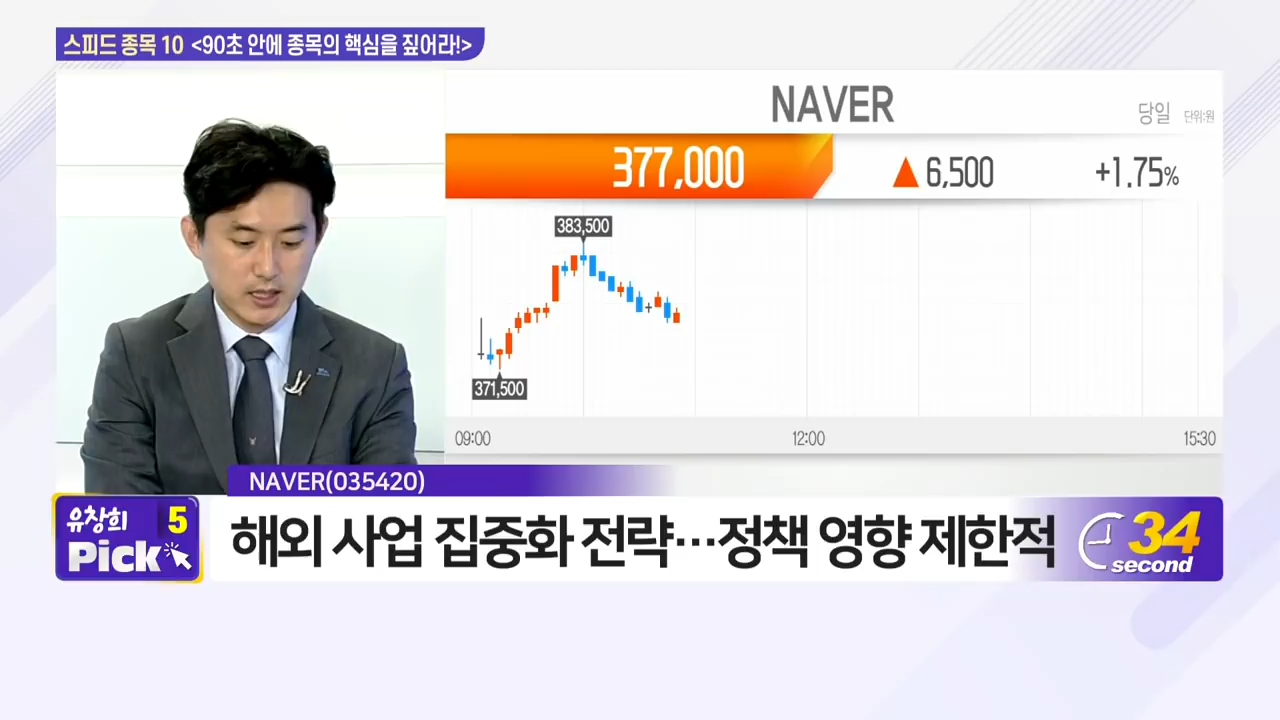 스피드 종목 10 <90초 안에 종목의 핵심을 짚어라!>
NAVER
당일 단위:원
377,000 ▲ 6,500 +1.75%
383,500
371,500
09:00 12:00 15:30
NAVER(035420)
유창희 5
Pick
해외 사업 집중화 전략…정책 영향 제한적
34
second